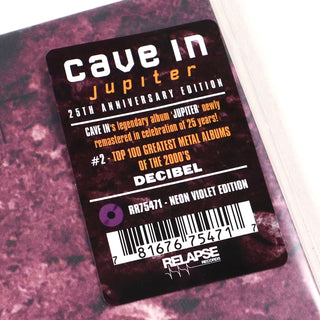 cave in
jupiter
25TH ANNIVERSARY EDITION
CAVE IN's legendary album 'JUPITER' newly
remastered in celebration of 25 years!
#2 - TOP 100 GREATEST METAL ALBUMS
OF THE 2000'S
DECIBEL
RR75471 - NEON VIOLET EDITION
7 81676 75471 7
RELAPSE
RECORDS